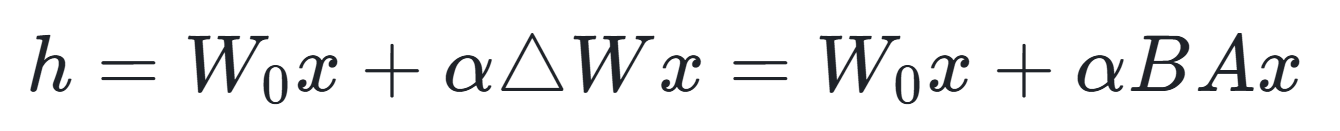 h = W₀x + α△Wx = W₀x + αBAx